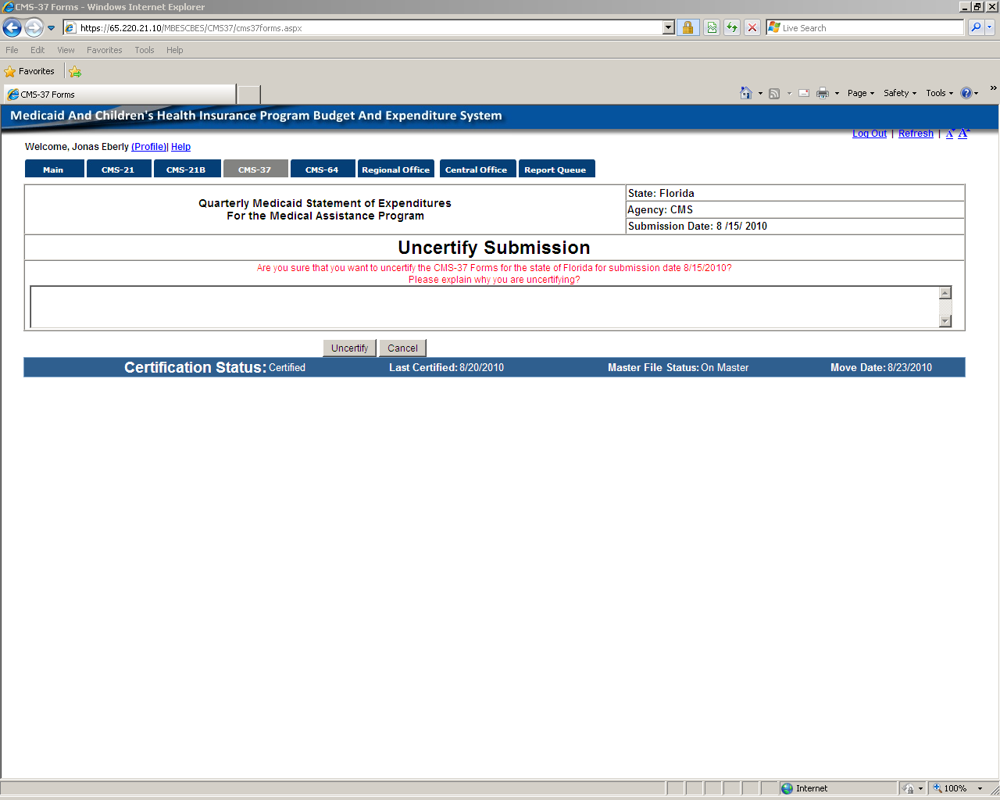 CMS-37 Forms - Windows Internet Explorer
https://65.220.21.10/MBESCBES/CMS37/cms37forms.aspx
Live Search
File Edit View Favorites Tools Help
Favorites
CMS-37 Forms
Page Safety Tools
Medicaid And Children's Health Insurance Program Budget And Expenditure System
Log Out | Refresh | A A
Welcome, Jonas Eberly (Profile)| Help
Main CMS-21 CMS-21B CMS-37 CMS-64 Regional Office Central Office Report Queue
Quarterly Medicaid Statement of Expenditures
For the Medical Assistance Program
State: Florida
Agency: CMS
Submission Date: 8 /15/ 2010
Uncertify Submission
Are you sure that you want to uncertify the CMS-37 Forms for the state of Florida for submission date 8/15/2010?
Please explain why you are uncertifying?
Uncertify Cancel
Certification Status: Certified Last Certified: 8/20/2010 Master File Status: On Master Move Date: 8/23/2010
Internet 100%